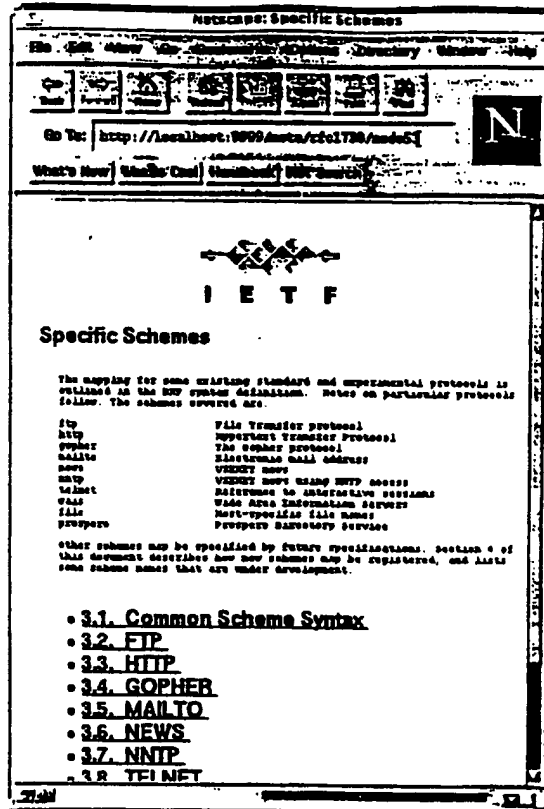 Netscape: Specific Schemes
File Edit View Go Options Directory Window Help
Back Home
Go To: http://localhost:
What's New What's Cool Handbook Net Search
N
I E T F
Specific Schemes
The mapping for some existing standard and experimental protocols is
outlined in the BNF syntax definition. Notes on particular protocols
follow. The schemes covered are:
ftp File Transfer protocol
http Hypertext Transfer Protocol
gopher The Gopher protocol
mailto Electronic mail address
news USENET news
nntp USENET news using NNTP access
telnet Reference to interactive sessions
wais Wide Area Information Servers
file Host-specific file names
prospero Prospero Directory Service
Other schemes may be specified by future specifications. Section 4 of
this document describes how new schemes may be registered, and lists
some scheme names that are under development.
3.1. Common Scheme Syntax
3.2. FTP
3.3. HTTP
3.4. GOPHER
3.5. MAILTO
3.6. NEWS
3.7. NNTP
3.8. TELNET